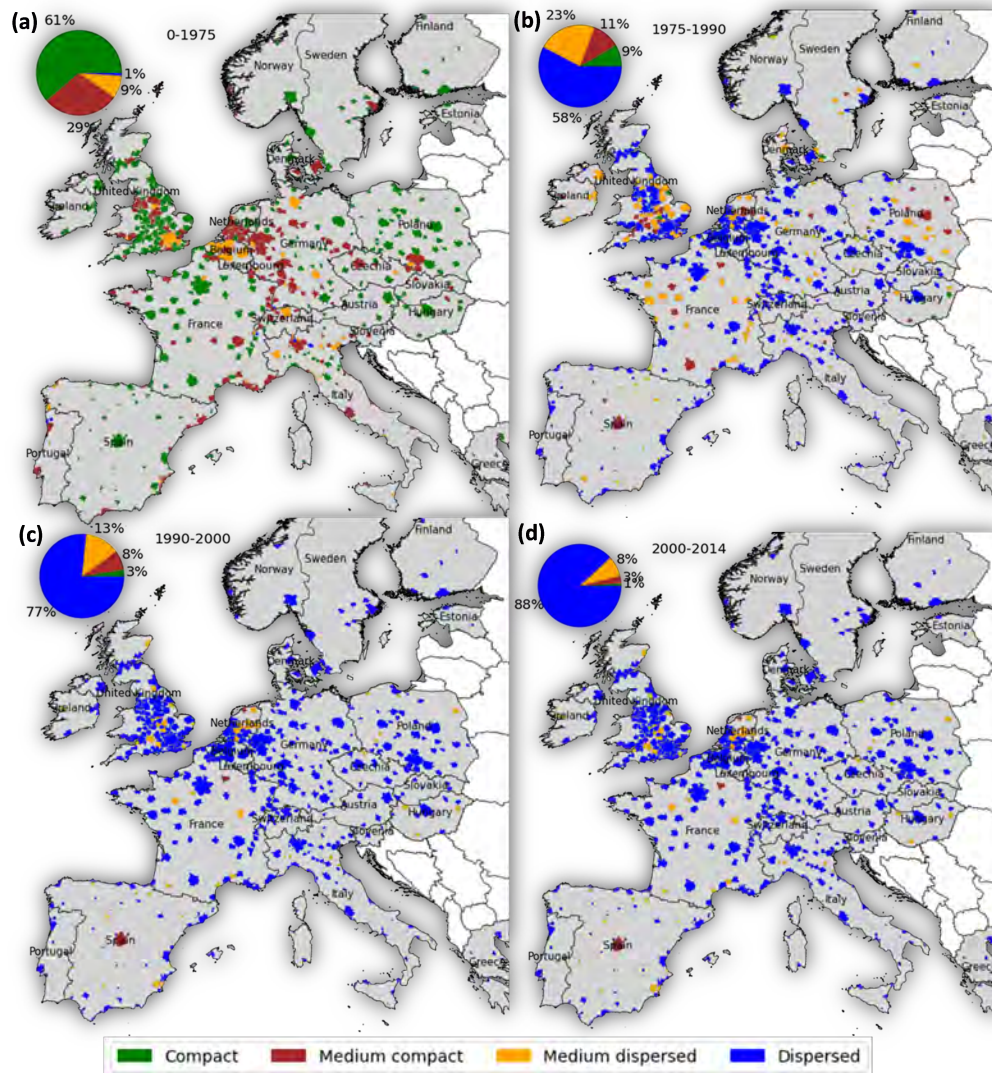 (a)
0-1975
61%
1%
9%
29%
Finland
Sweden
Norway
Estonia
Denmark
United Kingdom
Ireland
Netherlands
Poland
Belgium
Germany
Luxembourg
Czechia
Slovakia
Austria
Hungary
Switzerland
France
Slovenia
Italy
Spain
Portugal
Greece
(b)
1975-1990
23%
11%
9%
58%
Finland
Sweden
Norway
Estonia
Denmark
United Kingdom
Ireland
Netherlands
Poland
Germany
Luxembourg
Czechia
Slovakia
Austria
Hungary
Switzerland
France
Slovenia
Italy
Spain
Portugal
Greece
(c)
1990-2000
13%
8%
3%
77%
Finland
Sweden
Norway
Estonia
Denmark
United Kingdom
Ireland
Netherlands
Poland
Belgium
Germany
Luxembourg
Czechia
Slovakia
Austria
Hungary
Switzerland
France
Slovenia
Italy
Spain
Portugal
Greece
(d)
2000-2014
8%
3%
1%
88%
Finland
Sweden
Norway
Estonia
Denmark
United Kingdom
Ireland
Netherlands
Poland
Germany
Luxembourg
Czechia
Slovakia
Austria
Hungary
Switzerland
France
Slovenia
Italy
Spain
Portugal
Greece
Compact
Medium compact
Medium dispersed
Dispersed